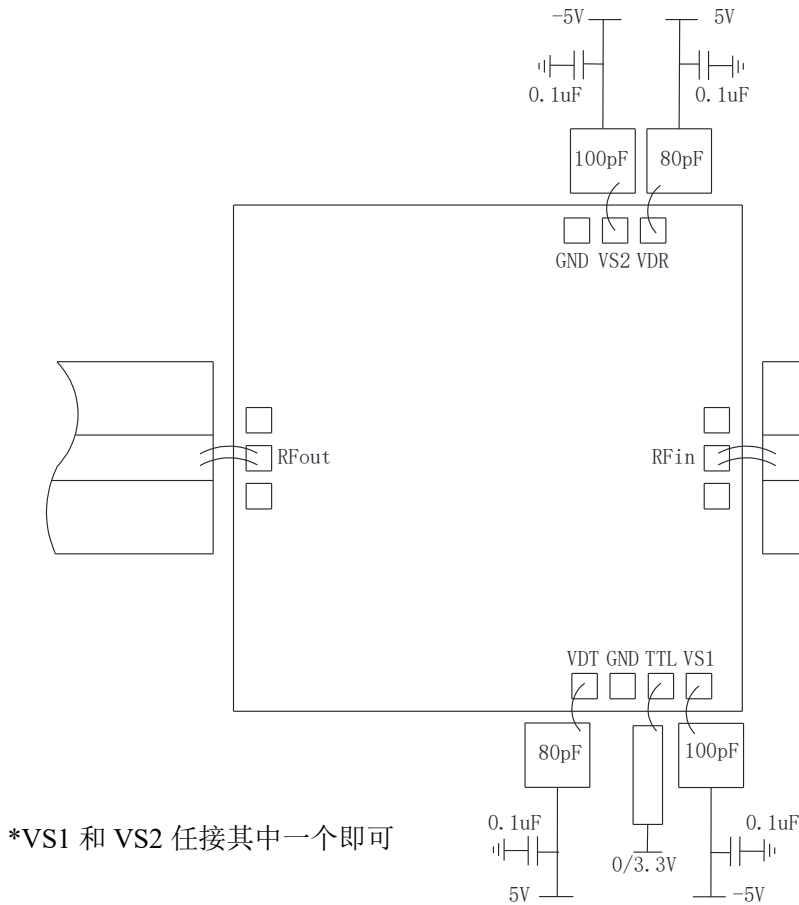 -5V 5V
0.1uF 0.1uF
100pF 80pF
GND VS2 VDR
RFout RFin
VDT GND TTL VS1
80pF 100pF
*VS1 和 VS2 任接其中一个即可
0.1uF 0.1uF
0/3.3V
5V -5V